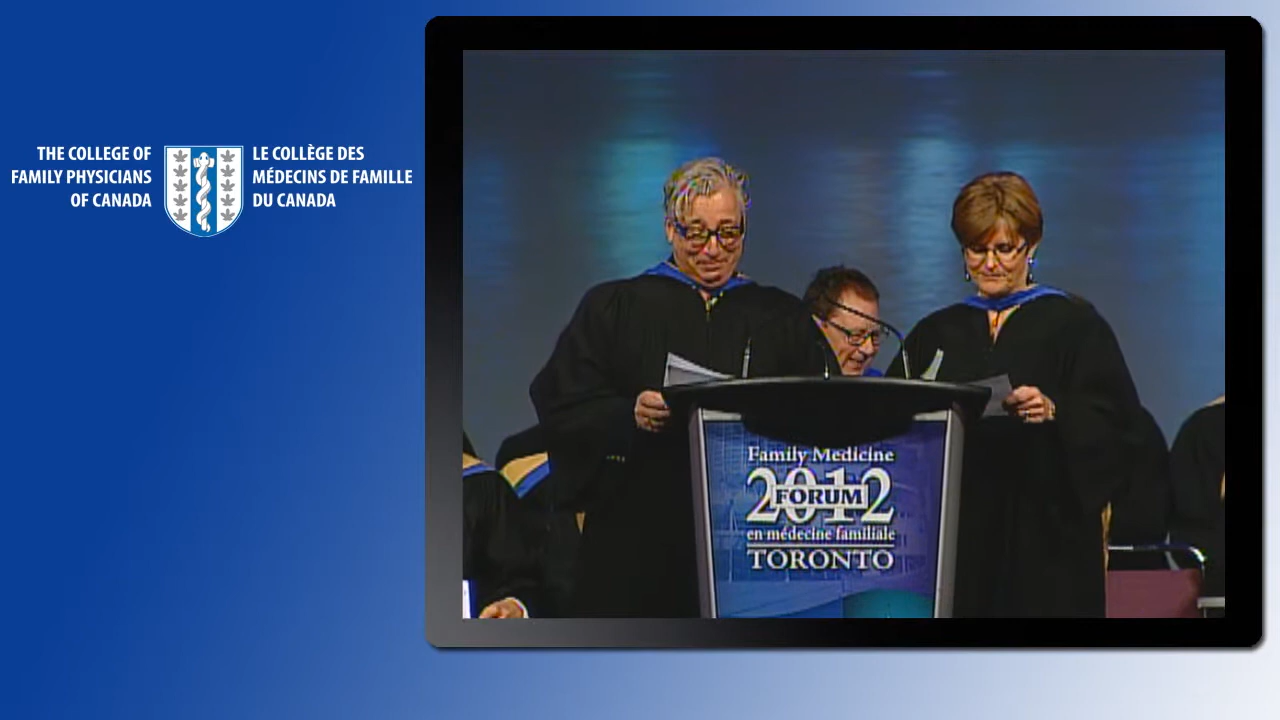 THE COLLEGE OF
FAMILY PHYSICIANS
OF CANADA
LE COLLÈGE DES
MÉDECINS DE FAMILLE
DU CANADA
Family Medicine
2012
FORUM
en médecine familiale
TORONTO